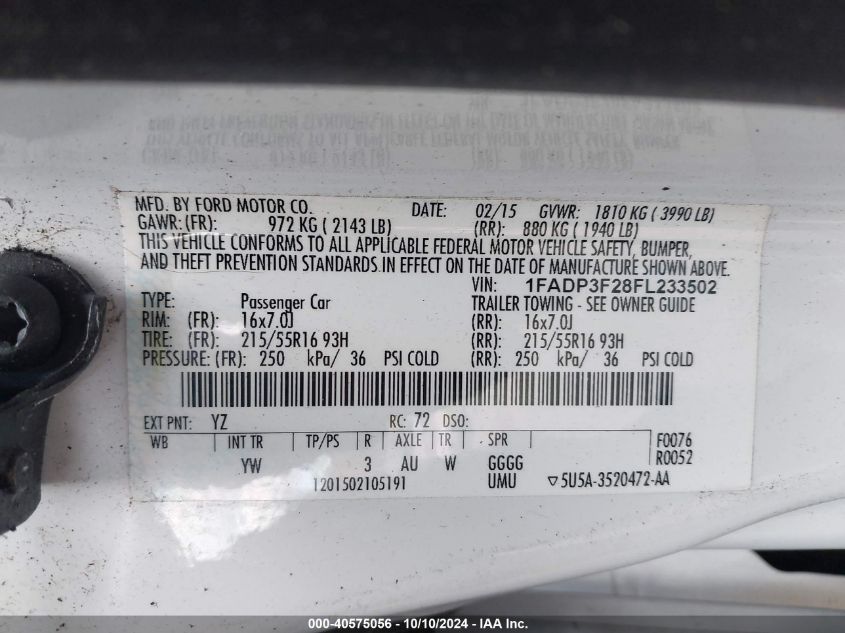 MFD. BY FORD MOTOR CO. DATE: 02/15 GVWR: 1810 KG ( 3990 LB)
GAWR: (FR): 972 KG ( 2143 LB) (RR): 880 KG ( 1940 LB)
THIS VEHICLE CONFORMS TO ALL APPLICABLE FEDERAL MOTOR VEHICLE SAFETY, BUMPER,
AND THEFT PREVENTION STANDARDS IN EFFECT ON THE DATE OF MANUFACTURE SHOWN ABOVE.
VIN: 1FADP3F28FL233502
TYPE: Passenger Car TRAILER TOWING - SEE OWNER GUIDE
RIM: (FR): 16x7.0J (RR): 16x7.0J
TIRE: (FR): 215/55R16 93H (RR): 215/55R16 93H
PRESSURE: (FR): 250 kPa/ 36 PSI COLD (RR): 250 kPa/ 36 PSI COLD
EXT PNT: YZ RC: 72 DSO:
WB INT TR TP/PS R AXLE TR SPR F0076
YW 3 AU W GGGG R0052
1201502105191 UMU ▽5U5A-3520472-AA
000-40575056 - 10/10/2024 - IAA Inc.